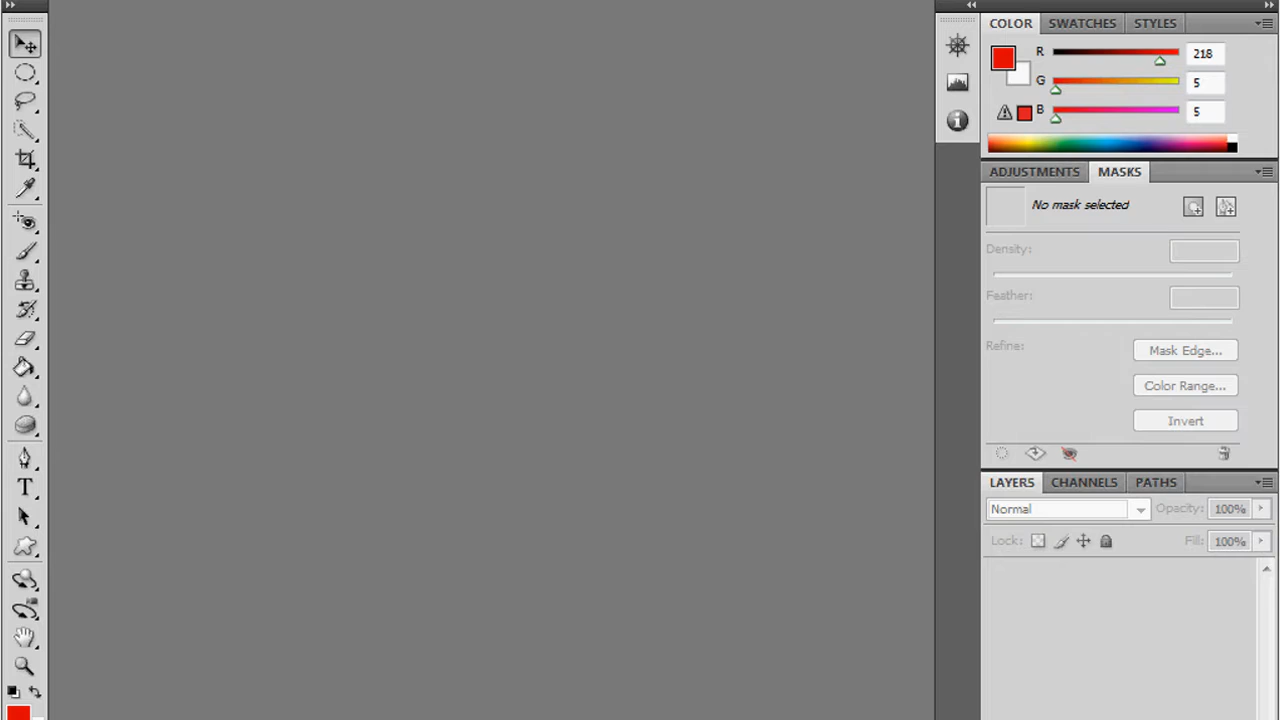 COLOR SWATCHES STYLES
R 218
G 5
B 5
ADJUSTMENTS MASKS
No mask selected
Density:
Feather:
Refine:
Mask Edge...
Color Range...
Invert
LAYERS CHANNELS PATHS
Normal Opacity: 100%
Lock: Fill: 100%